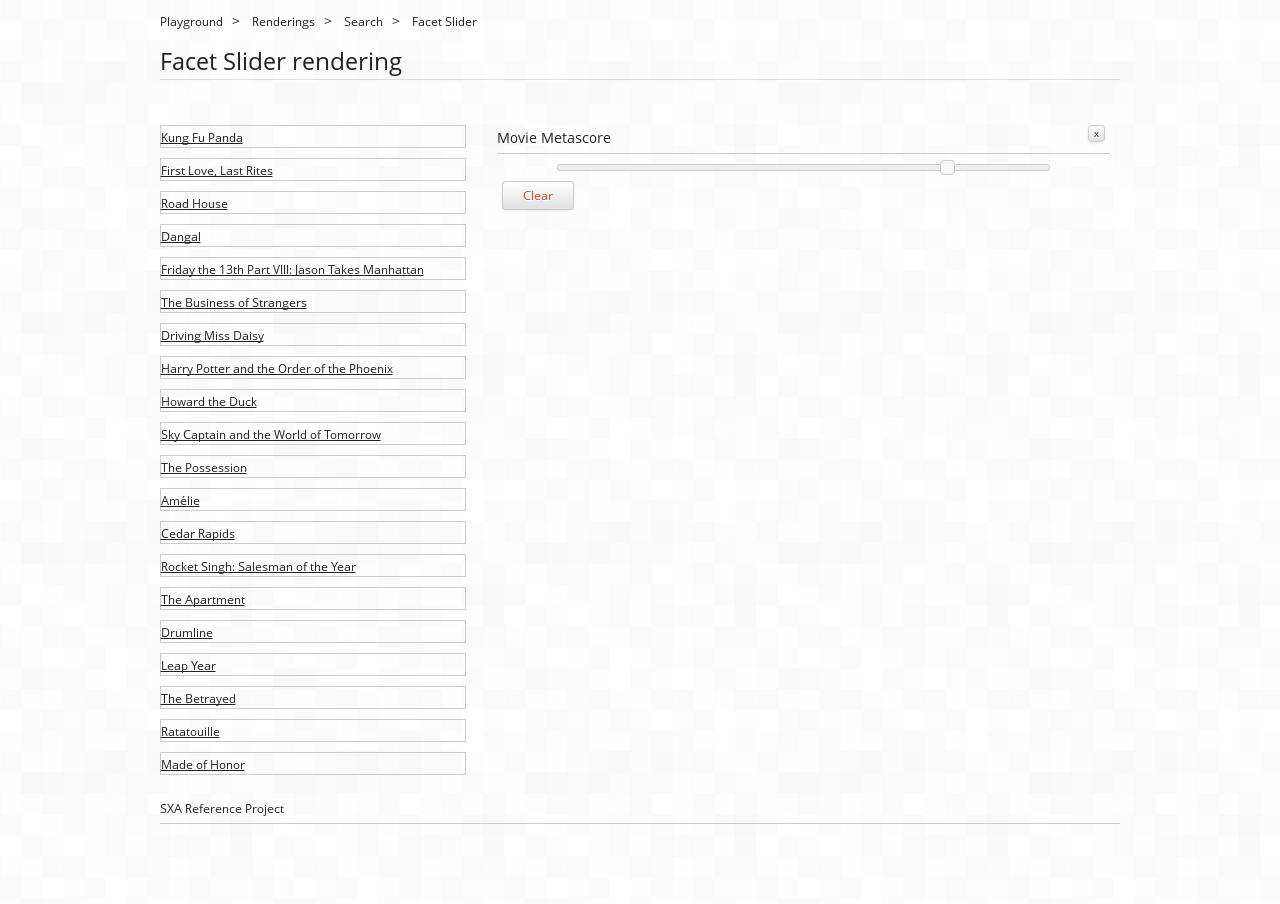 Playground > Renderings > Search > Facet Slider
Facet Slider rendering
Kung Fu Panda
First Love, Last Rites
Road House
Dangal
Friday the 13th Part VIII: Jason Takes Manhattan
The Business of Strangers
Driving Miss Daisy
Harry Potter and the Order of the Phoenix
Howard the Duck
Sky Captain and the World of Tomorrow
The Possession
Amélie
Cedar Rapids
Rocket Singh: Salesman of the Year
The Apartment
Drumline
Leap Year
The Betrayed
Ratatouille
Made of Honor
Movie Metascore
x
Clear
SXA Reference Project